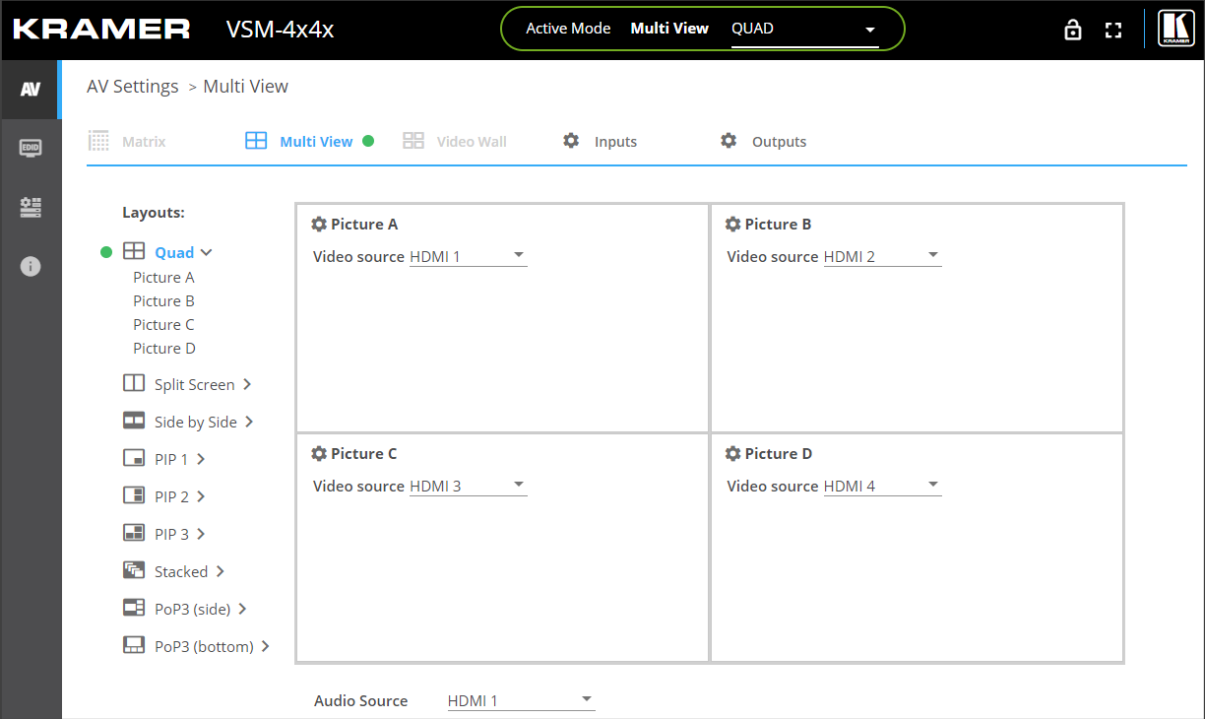 KRAMER VSM-4x4x Active Mode Multi View QUAD
KRAMER
AV
AV Settings > Multi View
EDID
Matrix Multi View Video Wall Inputs Outputs
Layouts:
Quad
Picture A
Picture B
Picture C
Picture D
Split Screen
Side by Side
PIP 1
PIP 2
PIP 3
Stacked
PoP3 (side)
PoP3 (bottom)
Picture A
Video source HDMI 1
Picture B
Video source HDMI 2
Picture C
Video source HDMI 3
Picture D
Video source HDMI 4
Audio Source HDMI 1